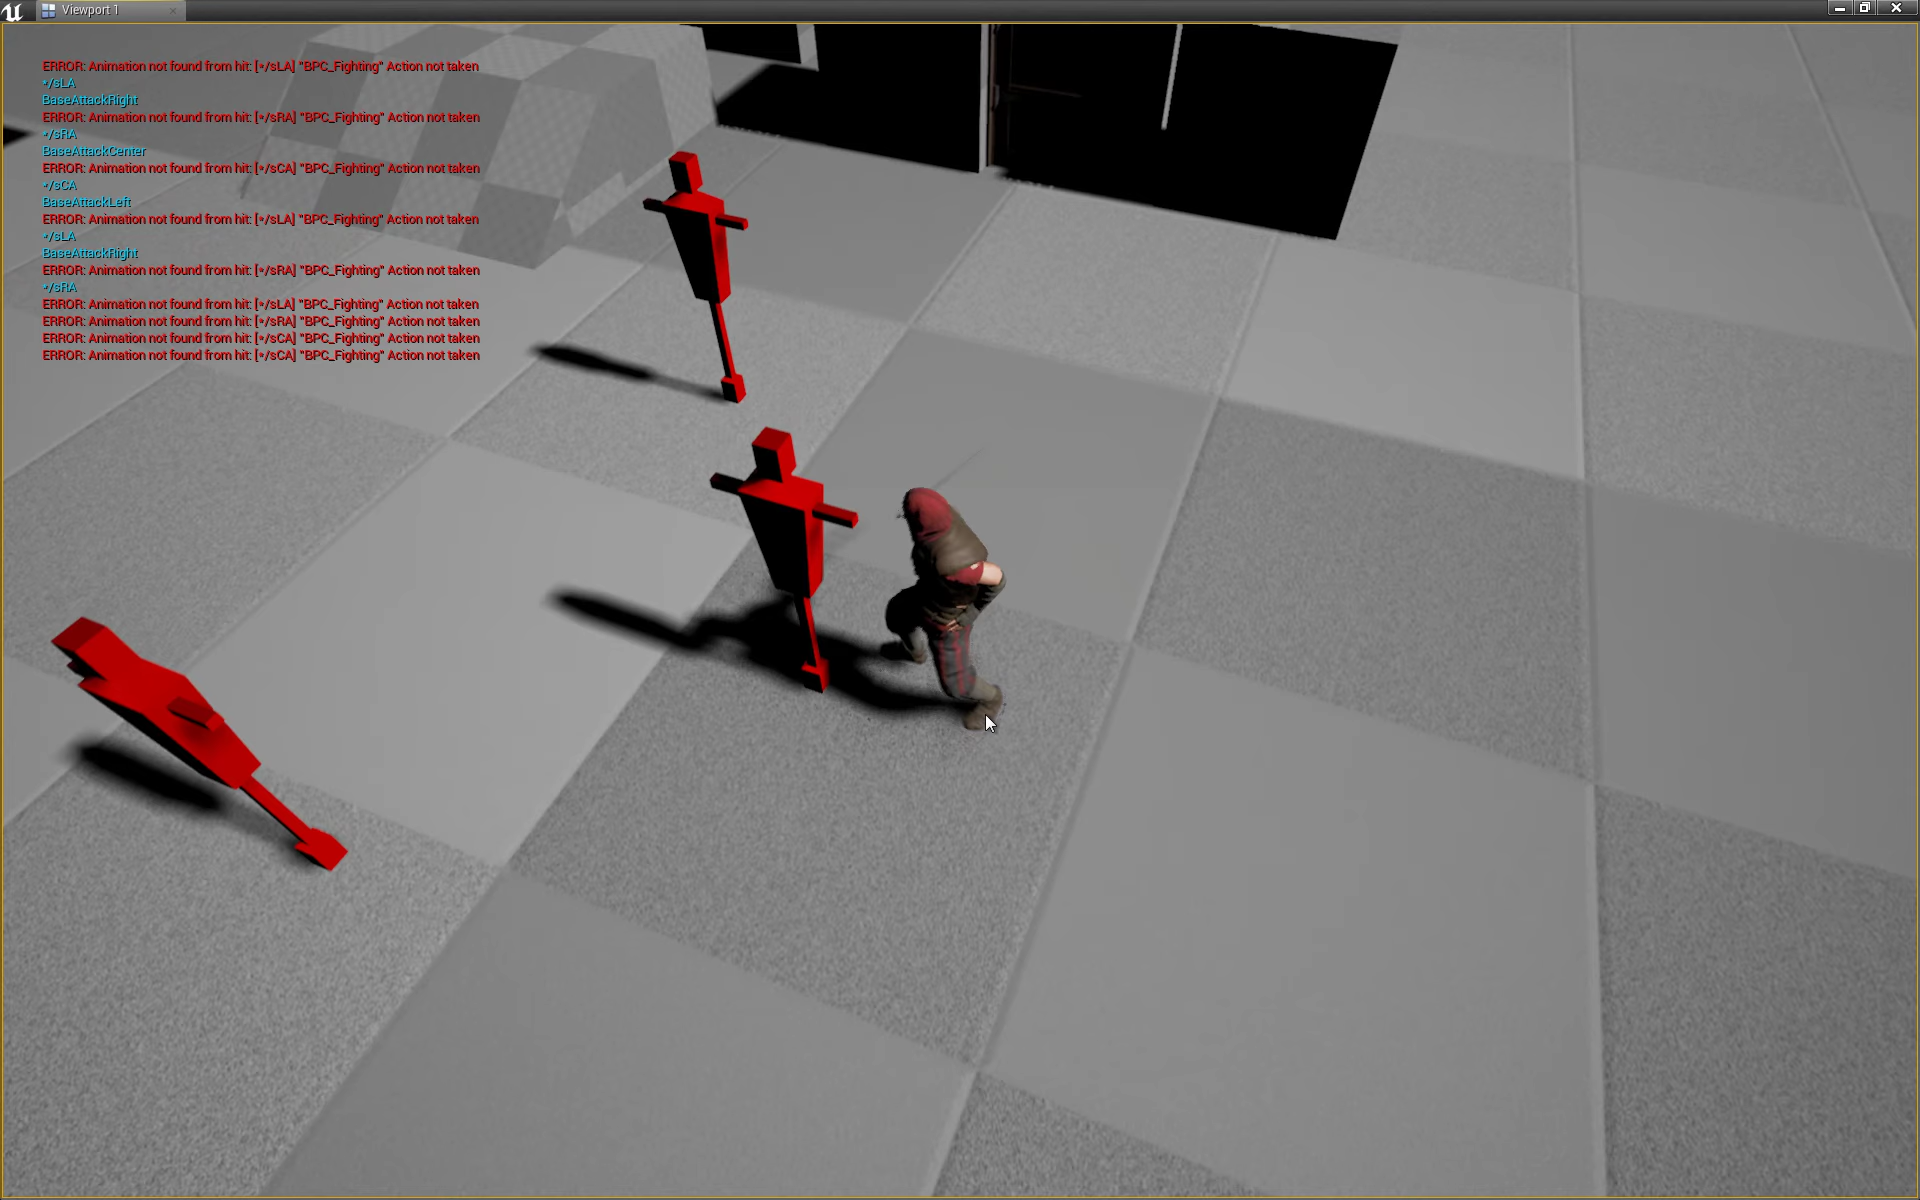 Viewport 1
ERROR: Animation not found from hit: [*/sLA] "BPC_Fighting" Action not taken
*/sLA
BaseAttackRight
ERROR: Animation not found from hit: [*/sRA] "BPC_Fighting" Action not taken
*/sRA
BaseAttackCenter
ERROR: Animation not found from hit: [*/sCA] "BPC_Fighting" Action not taken
*/sCA
BaseAttackLeft
ERROR: Animation not found from hit: [*/sLA] "BPC_Fighting" Action not taken
*/sLA
BaseAttackRight
ERROR: Animation not found from hit: [*/sRA] "BPC_Fighting" Action not taken
*/sRA
ERROR: Animation not found from hit: [*/sLA] "BPC_Fighting" Action not taken
ERROR: Animation not found from hit: [*/sRA] "BPC_Fighting" Action not taken
ERROR: Animation not found from hit: [*/sCA] "BPC_Fighting" Action not taken
ERROR: Animation not found from hit: [*/sCA] "BPC_Fighting" Action not taken